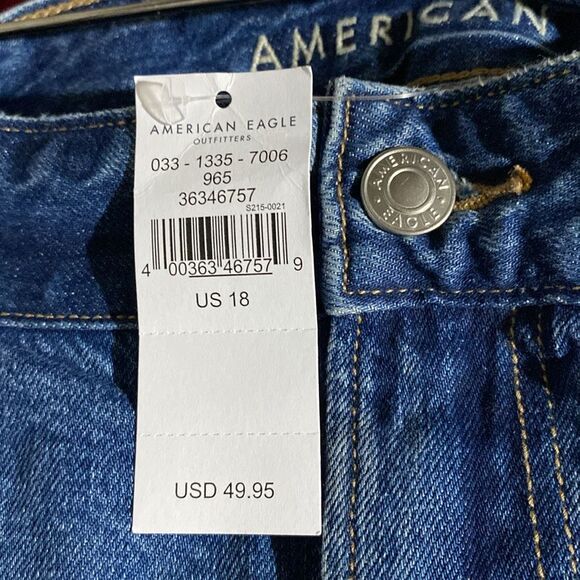 AMERICAN
AMERICAN EAGLE
OUTFITTERS
033 - 1335 - 7006
965
36346757
S215-0021
4 00363 46757 9
US 18
USD 49.95
AMERICAN
EAGLE